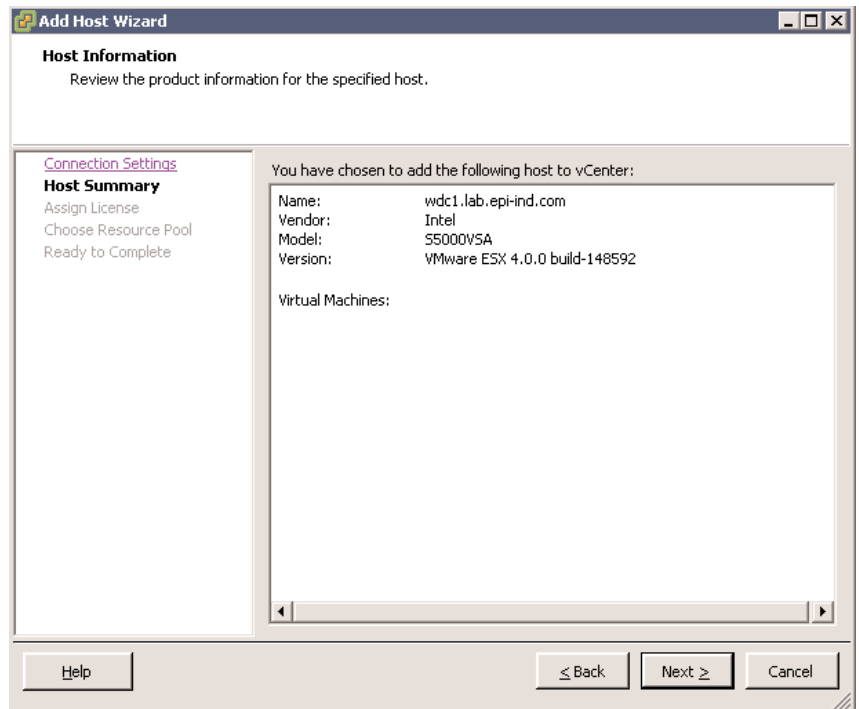 Add Host Wizard
Host Information
Review the product information for the specified host.
Connection Settings
Host Summary
Assign License
Choose Resource Pool
Ready to Complete
You have chosen to add the following host to vCenter:
Name: wdc1.lab.epi-ind.com
Vendor: Intel
Model: S5000VSA
Version: VMware ESX 4.0.0 build-148592
Virtual Machines:
Help
< Back
Next >
Cancel